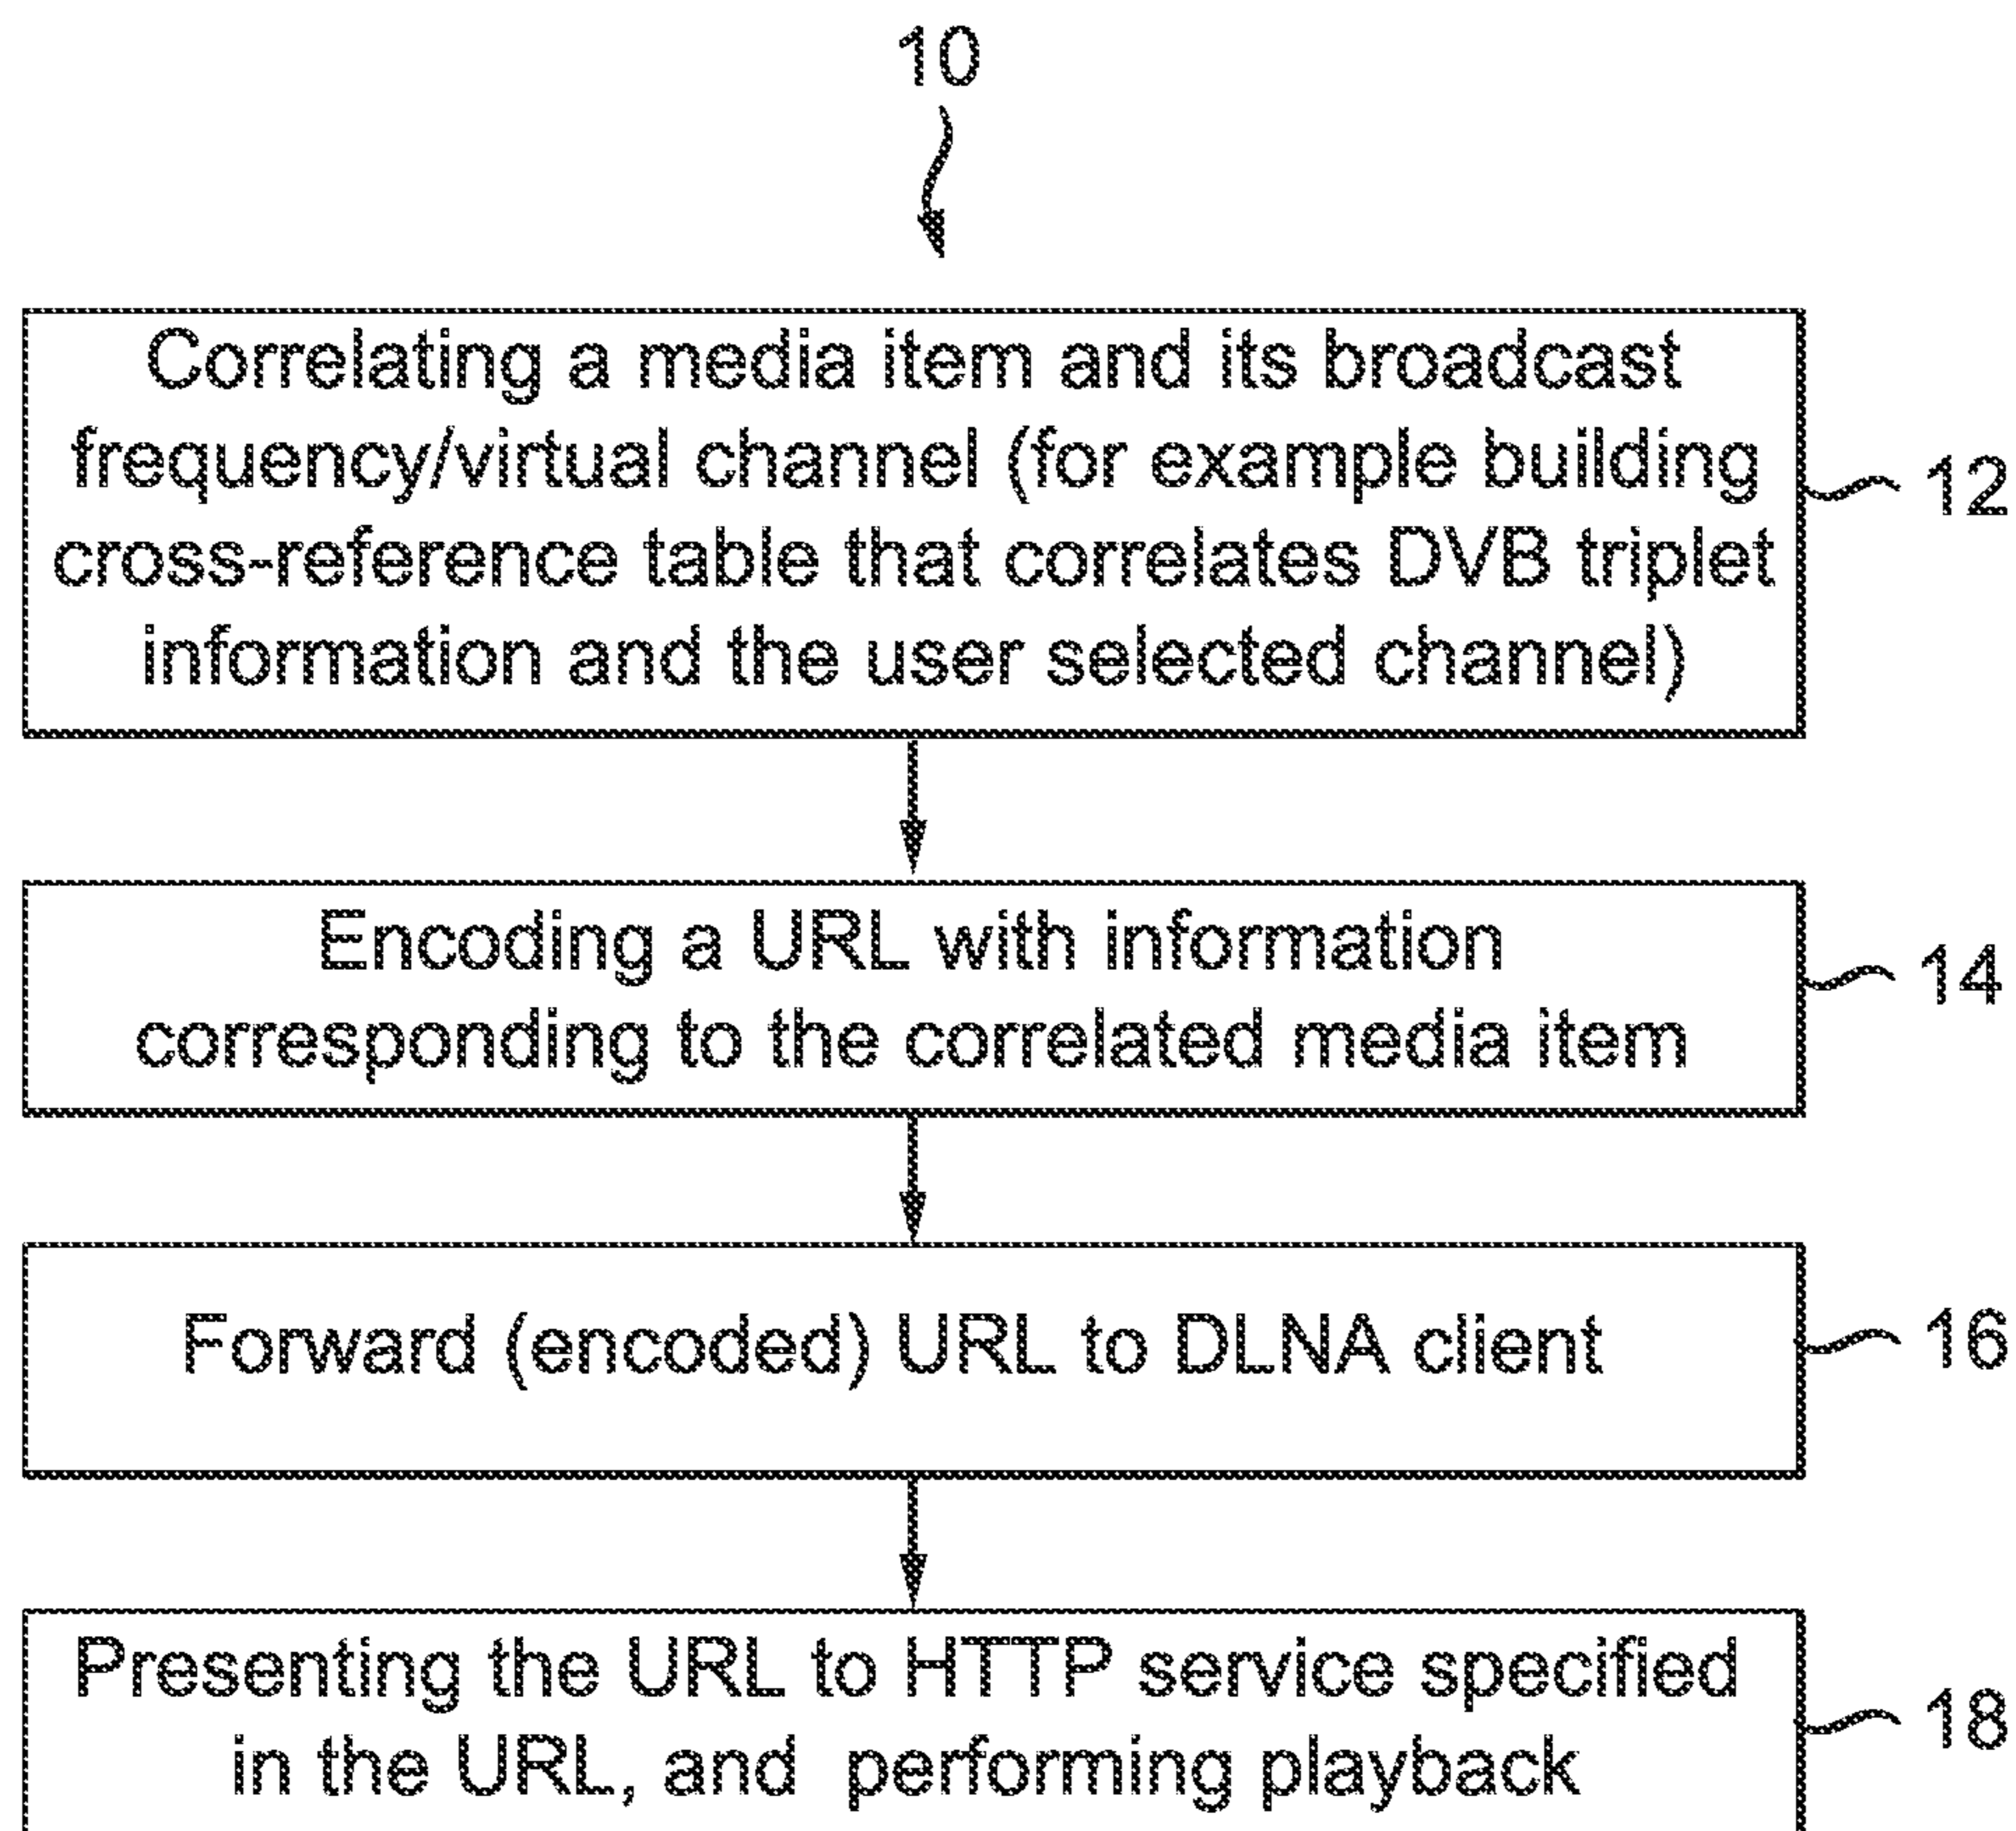 10
Correlating a media item and its broadcast
frequency/virtual channel (for example building
cross-reference table that correlates DVB triplet
information and the user selected channel)
12
Encoding a URL with information
corresponding to the correlated media item
14
Forward (encoded) URL to DLNA client
16
Presenting the URL to HTTP service specified
in the URL, and performing playback
18